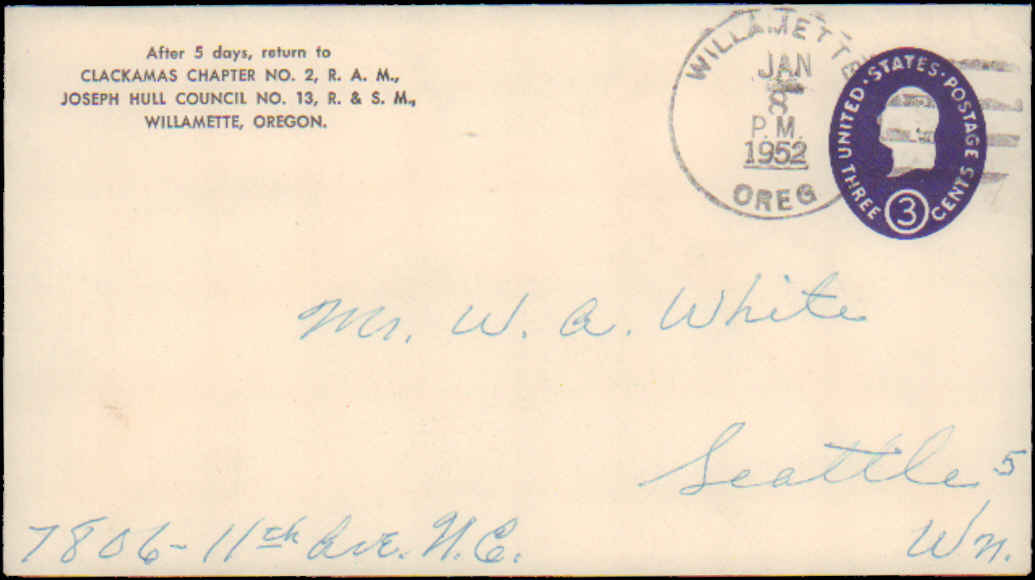 After 5 days, return to
CLACKAMAS CHAPTER NO. 2, R. A. M.,
JOSEPH HULL COUNCIL NO. 13, R. & S. M.,
WILLAMETTE, OREGON.
WILLAMETTE
JAN
8
P.M.
1952
OREG
UNITED·STATES·POSTAGE
THREE 3 CENTS
Mr. W. A. White
Seattle 5
7806- 11th Ave. N.E. Wn.